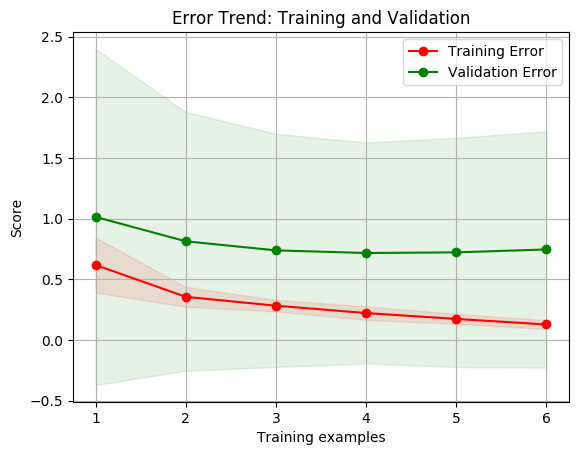 Error Trend: Training and Validation
Training Error
Validation Error
Score
2.5
2.0
1.5
1.0
0.5
0.0
−0.5
1 2 3 4 5 6
Training examples